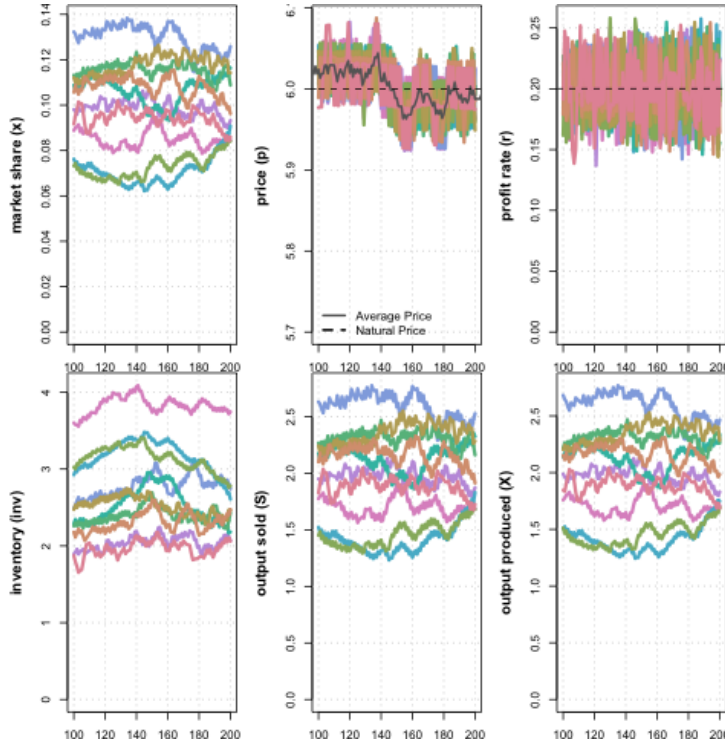 market share (x)
0.00 0.02 0.04 0.06 0.08 0.10 0.12 0.14
100 120 140 160 180 200
price (p)
5.7 5.8 5.9 6.0 6.1
Average Price
Natural Price
100 120 140 160 180 200
profit rate (r)
0.00 0.05 0.10 0.15 0.20 0.25
100 120 140 160 180 200
inventory (inv)
0 1 2 3 4
100 120 140 160 180 200
output sold (S)
0.0 0.5 1.0 1.5 2.0 2.5
100 120 140 160 180 200
output produced (X)
0.0 0.5 1.0 1.5 2.0 2.5
100 120 140 160 180 200